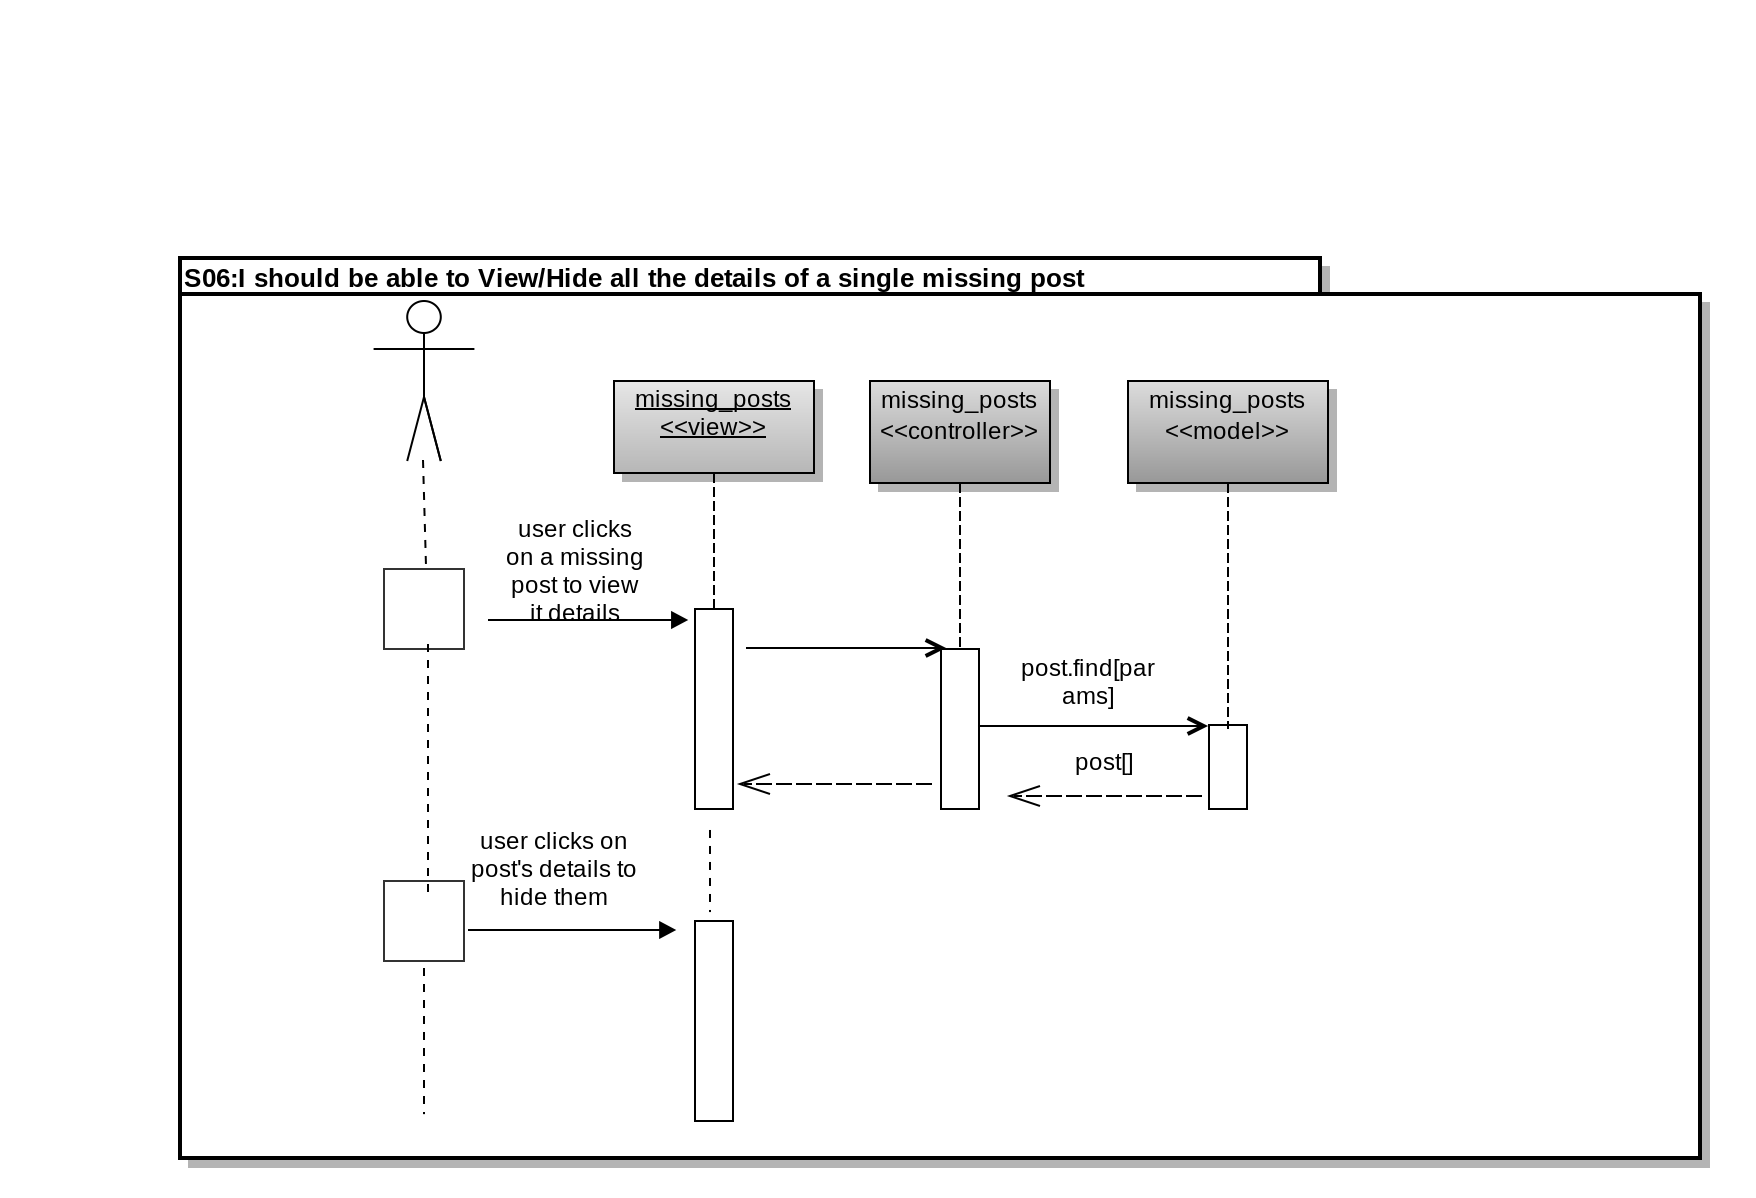 S06:I should be able to View/Hide all the details of a single missing post
missing_posts
<<view>>
missing_posts
<<controller>>
missing_posts
<<model>>
user clicks
on a missing
post to view
it details
post.find[par
ams]
post[]
user clicks on
post's details to
hide them